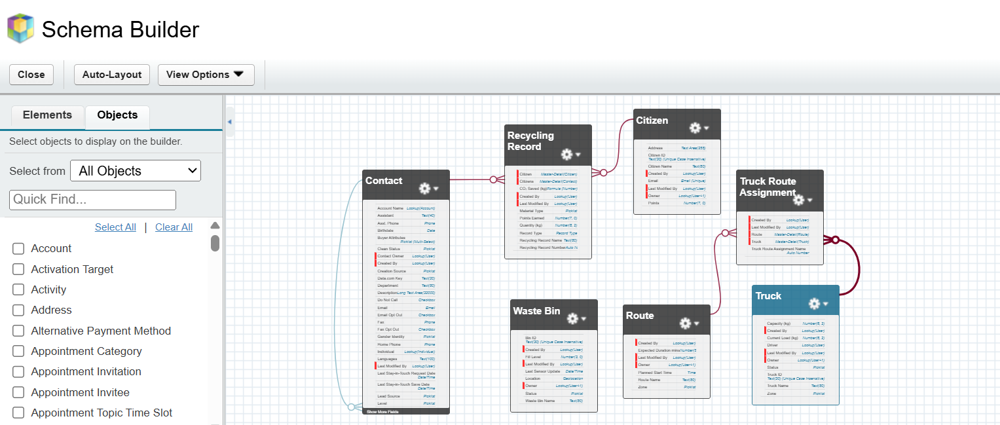 Schema Builder
Close
Auto-Layout
View Options
Elements
Objects
Select objects to display on the builder.
Select from
All Objects
Quick Find...
Select All | Clear All
Account
Activation Target
Activity
Address
Alternative Payment Method
Appointment Category
Appointment Invitation
Appointment Invitee
Appointment Topic Time Slot
Contact
Account Name Lookup(Account)
Assistant Text(40)
Asst. Phone Phone
Birthdate Date
Buyer Attributes
Picklist (Multi-Select)
Clean Status Picklist
Contact Owner Lookup(User)
Created By Lookup(User)
Creation Source Picklist
Data.com Key Text(20)
Department Text(80)
Description Long Text Area(32000)
Do Not Call Checkbox
Email Email
Email Opt Out Checkbox
Fax Phone
Fax Opt Out Checkbox
Gender Identity Picklist
Home Phone Phone
Individual Lookup(Individual)
Languages Text(100)
Last Modified By Lookup(User)
Last Stay-in-Touch Request Date
Date/Time
Last Stay-in-Touch Save Date
Date/Time
Lead Source Picklist
Level Picklist
Show More Fields
Recycling
Record
Citizen Master-Detail(Citizen)
Citizens Master-Detail(Contact)
CO₂ Saved (kg) Formula (Number)
Created By Lookup(User)
Last Modified By Lookup(User)
Material Type Picklist
Points Earned Number(7, 0)
Quantity (kg) Number(8, 2)
Record Type Record Type
Recycling Record Name Text(80)
Recycling Record Number Auto N
Citizen
Address Text Area(255)
Citizen ID
Text(30) (Unique Case Insensitive)
Citizen Name Text(80)
Created By Lookup(User)
Email Email (Unique)
Last Modified By Lookup(User)
Owner Lookup(User+1)
Points Number(7, 0)
Truck Route
Assignment
Created By Lookup(User)
Last Modified By Lookup(User)
Route Master-Detail(Route)
Truck Master-Detail(Truck)
Truck Route Assignment Name
Auto Number
Waste Bin
Bin ID
Text(30) (Unique Case Insensitive)
Created By Lookup(User)
Fill Level Number(3, 0)
Last Modified By Lookup(User)
Last Sensor Update Date/Time
Location Geolocation
Owner Lookup(User+1)
Status Picklist
Waste Bin Name Text(80)
Route
Created By Lookup(User)
Expected Duration mins Number(
Last Modified By Lookup(User)
Owner Lookup(User+1)
Planned Start Time Time
Route Name Text(80)
Zone Picklist
Truck
Capacity (kg) Number(8, 2)
Created By Lookup(User)
Current Load (kg) Number(8, 2)
Driver Lookup(User)
Last Modified By Lookup(User)
Owner Lookup(User+1)
Status Picklist
Truck ID
Text(30) (Unique Case Insensitive)
Truck Name Text(80)
Zone Picklist